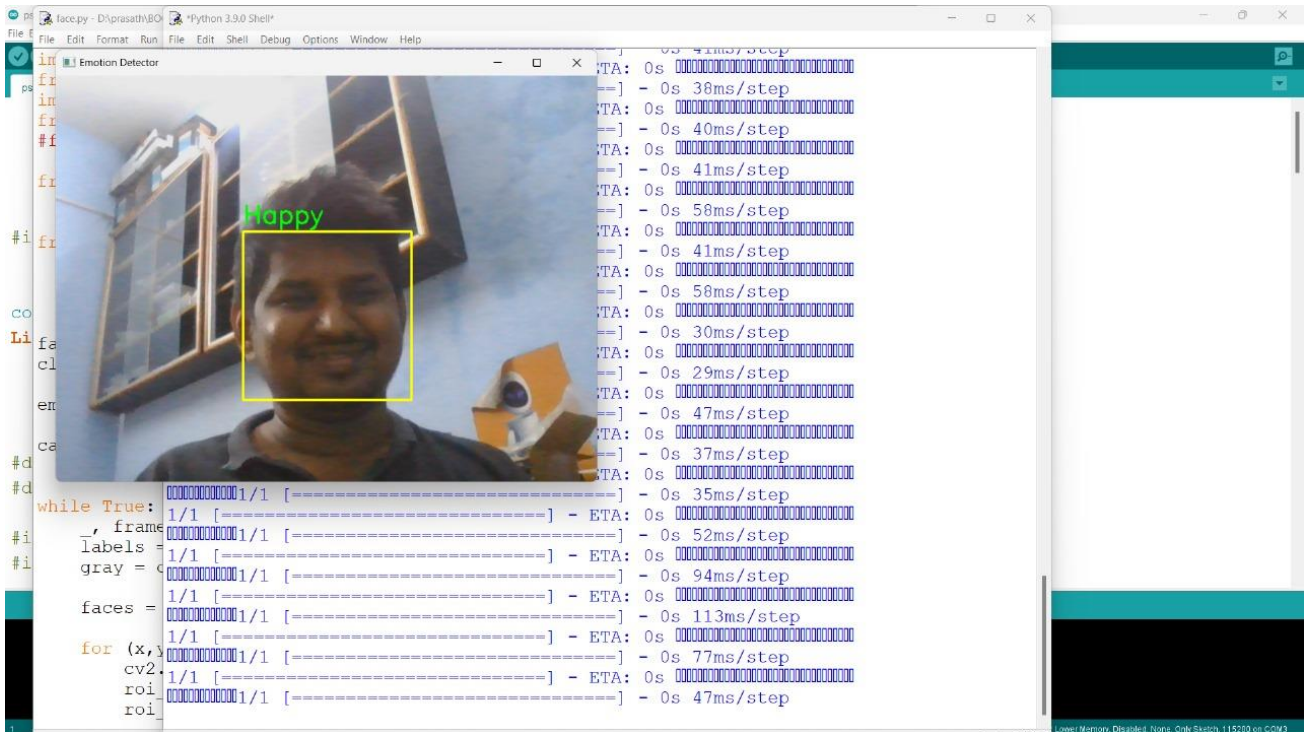 face.py - D:\prasath\BO
*Python 3.9.0 Shell*
File Edit Format Run
File Edit Shell Debug Options Window Help
Emotion Detector
Happy
] - 0s 41ms/step
ETA: 0s
==] - 0s 38ms/step
ETA: 0s
==] - 0s 40ms/step
ETA: 0s
==] - 0s 41ms/step
ETA: 0s
==] - 0s 58ms/step
ETA: 0s
==] - 0s 41ms/step
ETA: 0s
==] - 0s 58ms/step
ETA: 0s
==] - 0s 30ms/step
ETA: 0s
==] - 0s 29ms/step
ETA: 0s
==] - 0s 47ms/step
ETA: 0s
==] - 0s 37ms/step
ETA: 0s
1/1 [==============================] - 0s 35ms/step
1/1 [==============================] - ETA: 0s
1/1 [==============================] - 0s 52ms/step
1/1 [==============================] - ETA: 0s
1/1 [==============================] - 0s 94ms/step
1/1 [==============================] - ETA: 0s
1/1 [==============================] - 0s 113ms/step
1/1 [==============================] - ETA: 0s
1/1 [==============================] - 0s 77ms/step
1/1 [==============================] - ETA: 0s
1/1 [==============================] - 0s 47ms/step
while True:
_, frame
labels =
gray = c
faces =
for (x,y
cv2.
roi_
roi_
Lower Memory, Disabled, None, Only Sketch, 115200 on COM3